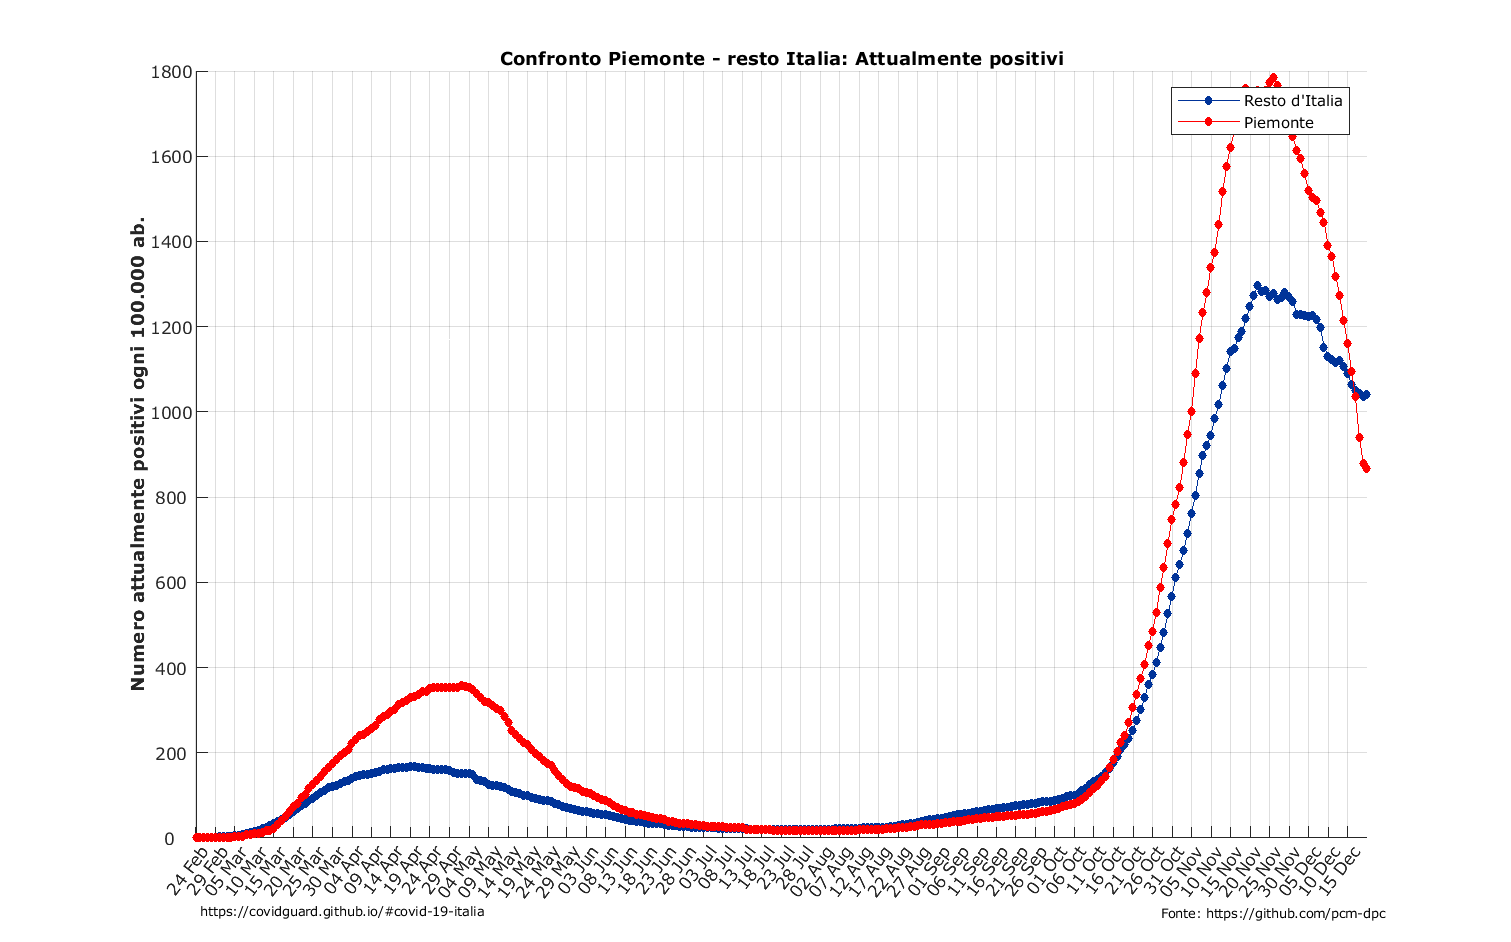 Confronto Piemonte - resto Italia: Attualmente positivi
Numero attualmente positivi ogni 100.000 ab.
1800
1600
1400
1200
1000
800
600
400
200
0
Resto d'Italia
Piemonte
24 Feb
29 Feb
05 Mar
10 Mar
15 Mar
20 Mar
25 Mar
30 Mar
04 Apr
09 Apr
14 Apr
19 Apr
24 Apr
29 Apr
04 May
09 May
14 May
19 May
24 May
29 May
03 Jun
08 Jun
13 Jun
18 Jun
23 Jun
28 Jun
03 Jul
08 Jul
13 Jul
18 Jul
23 Jul
28 Jul
02 Aug
07 Aug
12 Aug
17 Aug
22 Aug
27 Aug
01 Sep
06 Sep
11 Sep
16 Sep
21 Sep
26 Sep
01 Oct
06 Oct
11 Oct
16 Oct
21 Oct
26 Oct
31 Oct
05 Nov
10 Nov
15 Nov
20 Nov
25 Nov
30 Nov
05 Dec
10 Dec
15 Dec
https://covidguard.github.io/#covid-19-italia
Fonte: https://github.com/pcm-dpc